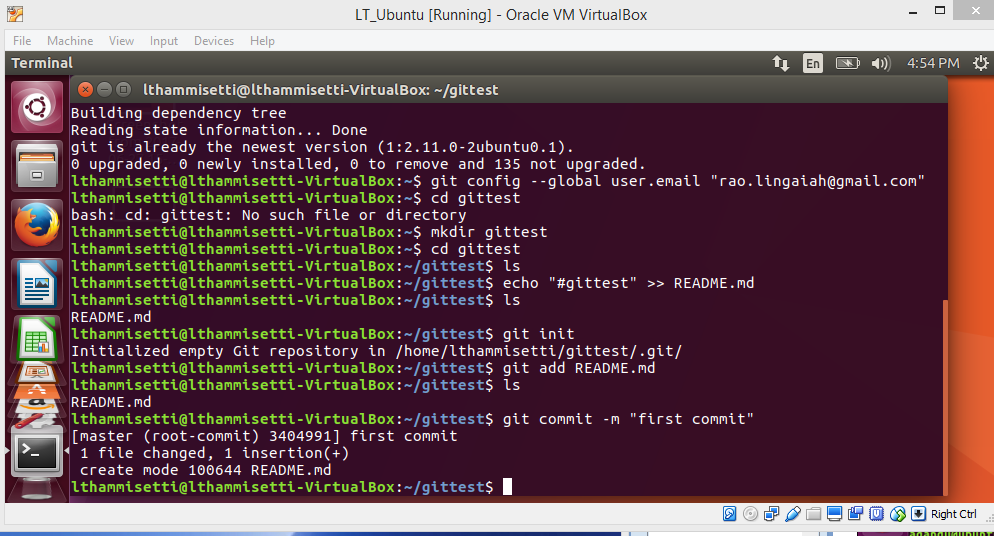 LT_Ubuntu [Running] - Oracle VM VirtualBox
File Machine View Input Devices Help
Terminal En 4:54 PM
lthammisetti@lthammisetti-VirtualBox: ~/gittest
Building dependency tree
Reading state information... Done
git is already the newest version (1:2.11.0-2ubuntu0.1).
0 upgraded, 0 newly installed, 0 to remove and 135 not upgraded.
lthammisetti@lthammisetti-VirtualBox:~$ git config --global user.email "rao.lingaiah@gmail.com"
lthammisetti@lthammisetti-VirtualBox:~$ cd gittest
bash: cd: gittest: No such file or directory
lthammisetti@lthammisetti-VirtualBox:~$ mkdir gittest
lthammisetti@lthammisetti-VirtualBox:~$ cd gittest
lthammisetti@lthammisetti-VirtualBox:~/gittest$ ls
lthammisetti@lthammisetti-VirtualBox:~/gittest$ echo "#gittest" >> README.md
lthammisetti@lthammisetti-VirtualBox:~/gittest$ ls
README.md
lthammisetti@lthammisetti-VirtualBox:~/gittest$ git init
Initialized empty Git repository in /home/lthammisetti/gittest/.git/
lthammisetti@lthammisetti-VirtualBox:~/gittest$ git add README.md
lthammisetti@lthammisetti-VirtualBox:~/gittest$ ls
README.md
lthammisetti@lthammisetti-VirtualBox:~/gittest$ git commit -m "first commit"
[master (root-commit) 3404991] first commit
 1 file changed, 1 insertion(+)
 create mode 100644 README.md
lthammisetti@lthammisetti-VirtualBox:~/gittest$
Right Ctrl